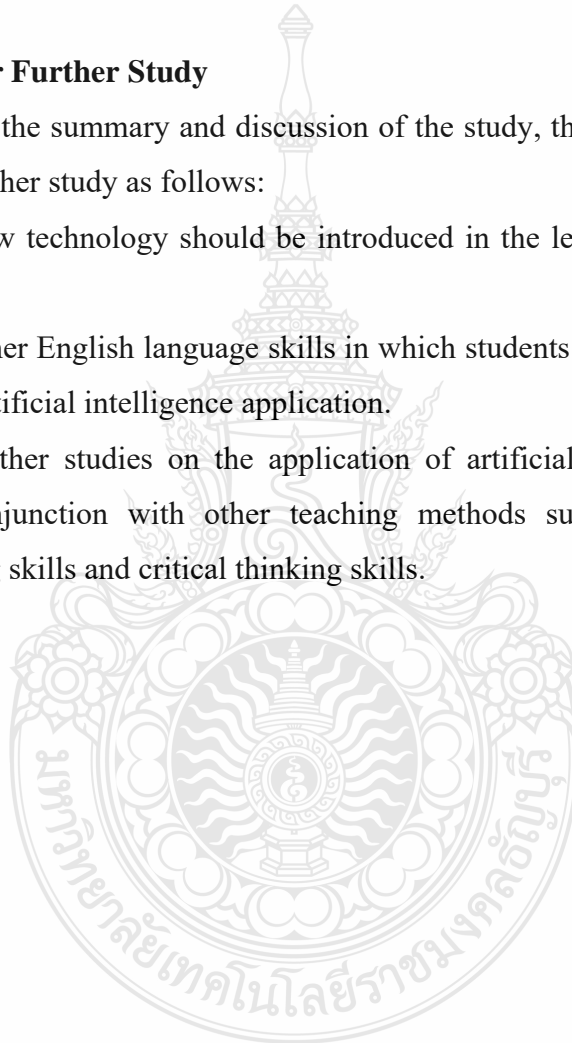 r Further Study
the summary and discussion of the study, th
her study as follows:
w technology should be introduced in the le
her English language skills in which students
tificial intelligence application.
ther studies on the application of artificial
njunction with other teaching methods su
g skills and critical thinking skills.
มหาวิทยาลัยเทคโนโลยีราชมงคลธัญบุรี